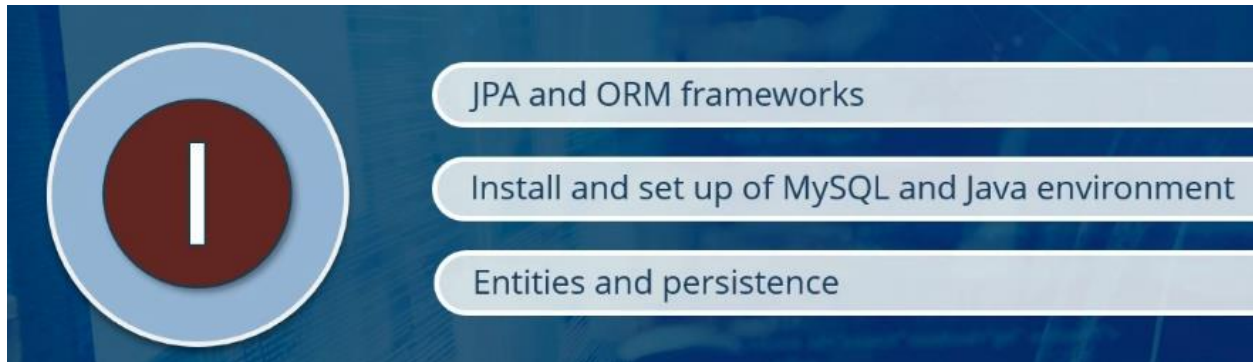 I
JPA and ORM frameworks
Install and set up of MySQL and Java environment
Entities and persistence